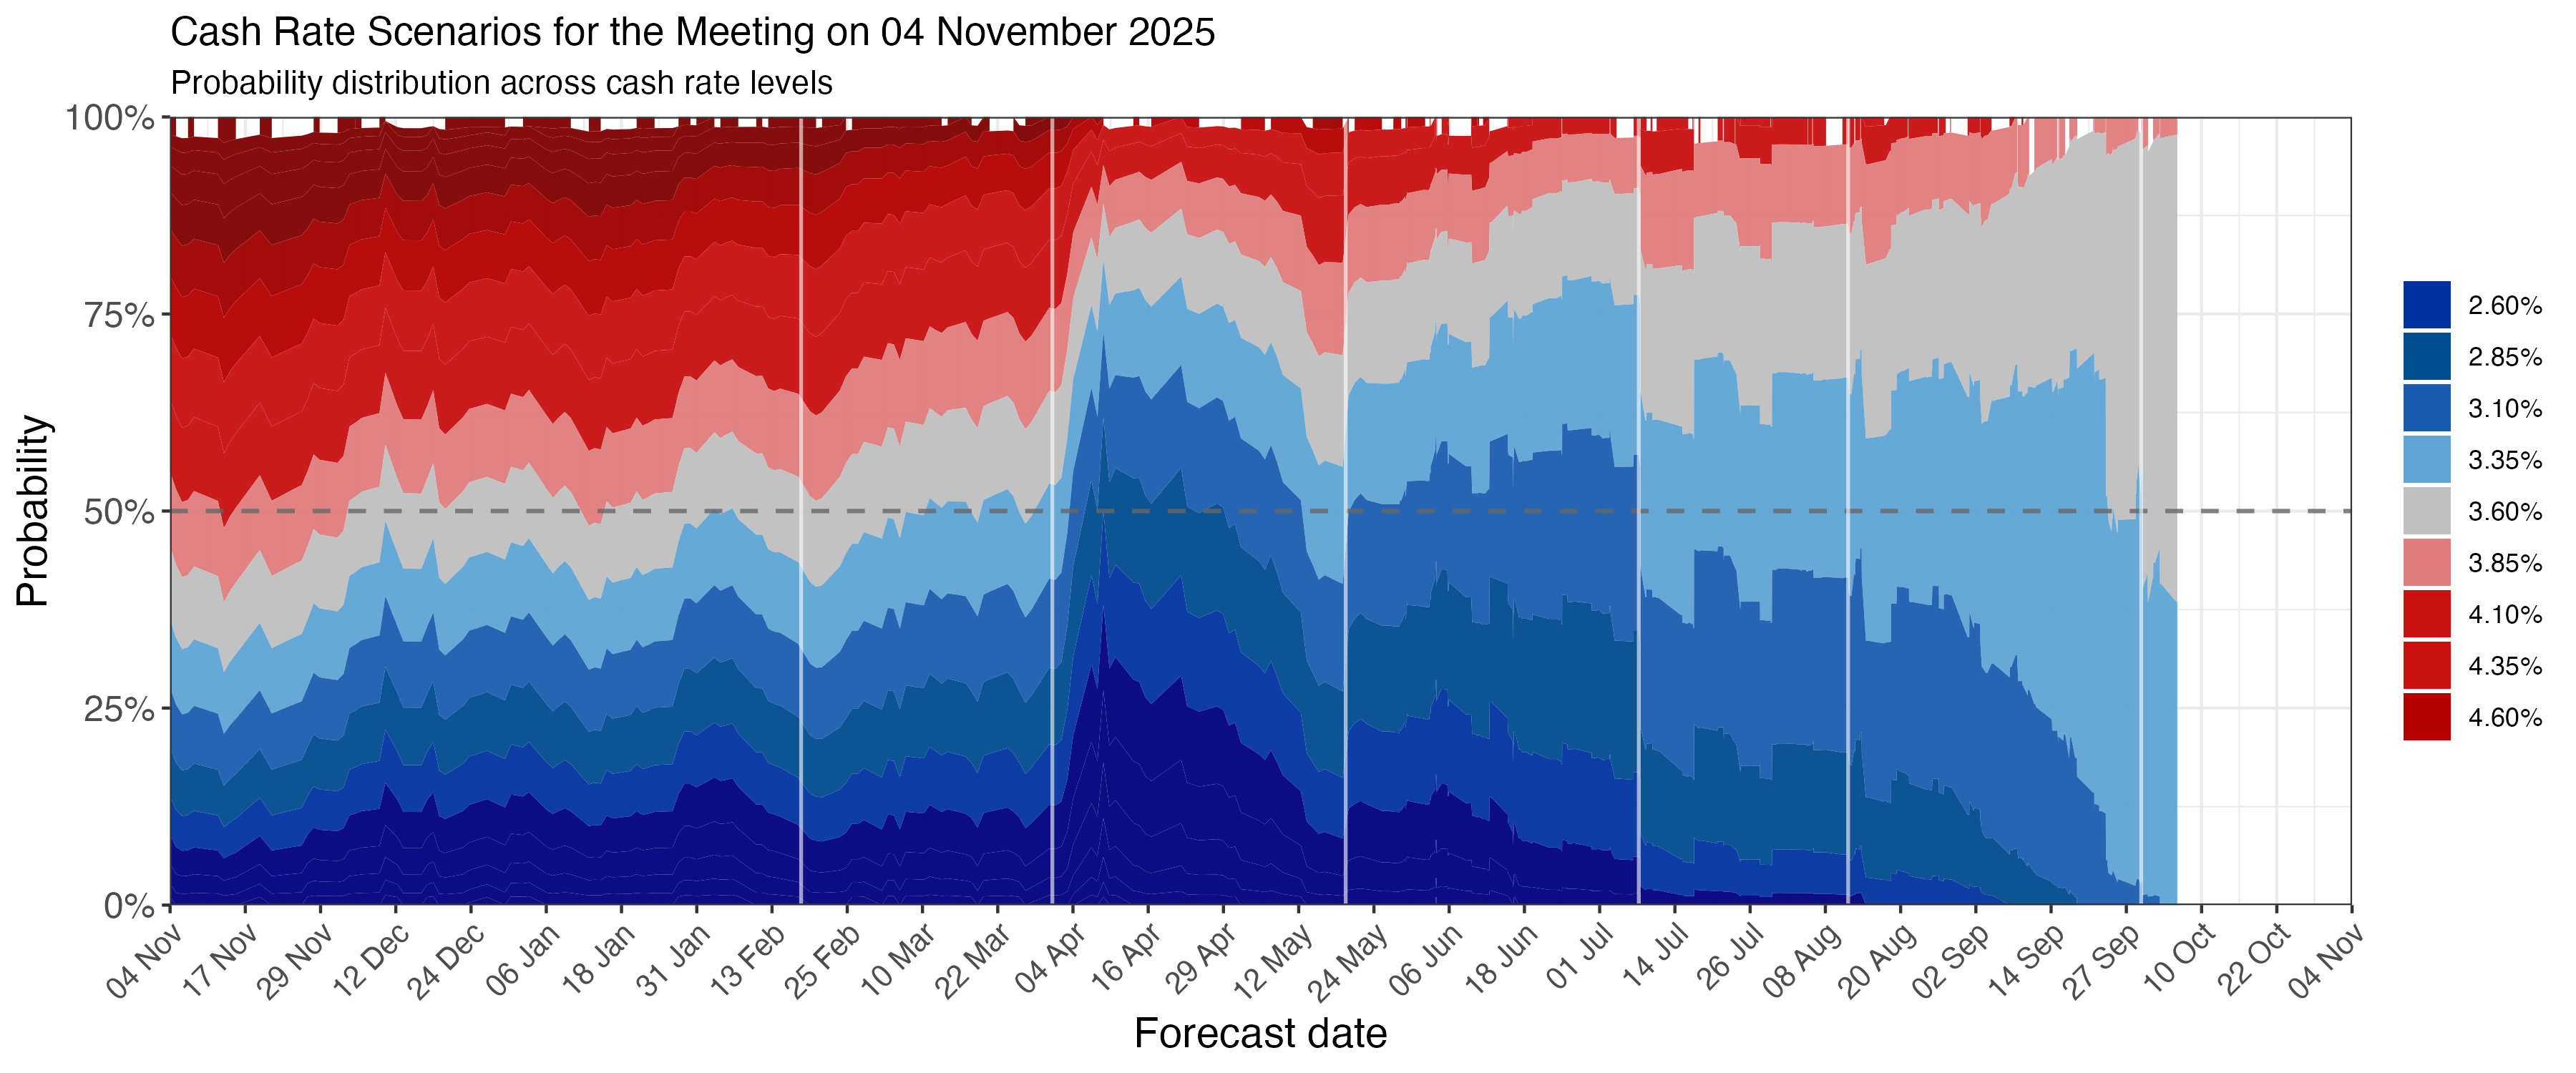 Cash Rate Scenarios for the Meeting on 04 November 2025
Probability distribution across cash rate levels
Probability
100%
75%
50%
25%
0%
04 Nov
17 Nov
29 Nov
12 Dec
24 Dec
06 Jan
18 Jan
31 Jan
13 Feb
25 Feb
10 Mar
22 Mar
04 Apr
16 Apr
29 Apr
12 May
24 May
06 Jun
18 Jun
01 Jul
14 Jul
26 Jul
08 Aug
20 Aug
02 Sep
14 Sep
27 Sep
10 Oct
22 Oct
04 Nov
Forecast date
2.60%
2.85%
3.10%
3.35%
3.60%
3.85%
4.10%
4.35%
4.60%